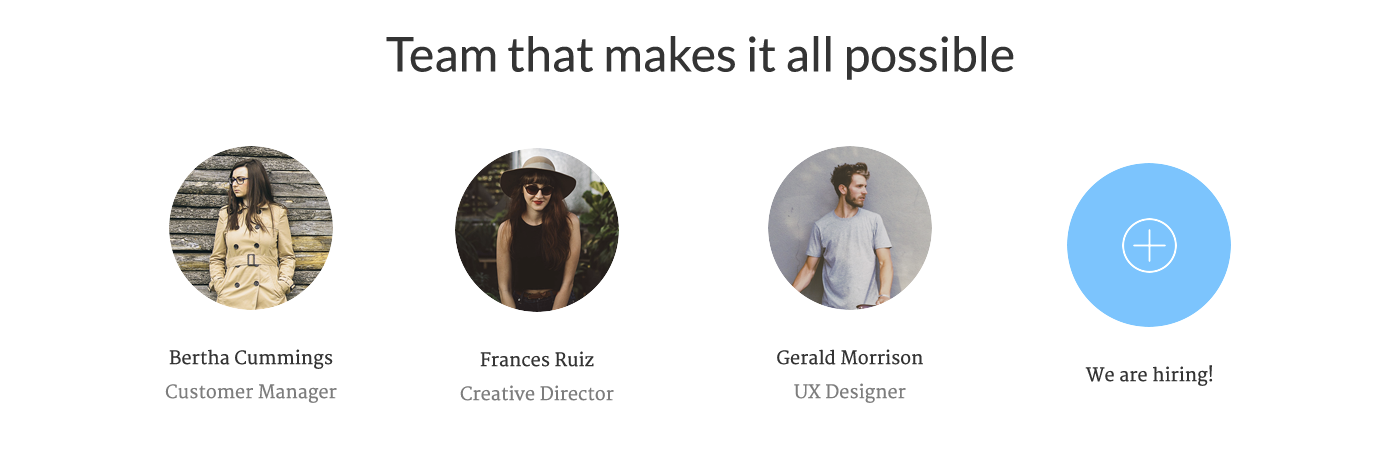 Team that makes it all possible
Bertha Cummings
Customer Manager
Frances Ruiz
Creative Director
Gerald Morrison
UX Designer
We are hiring!